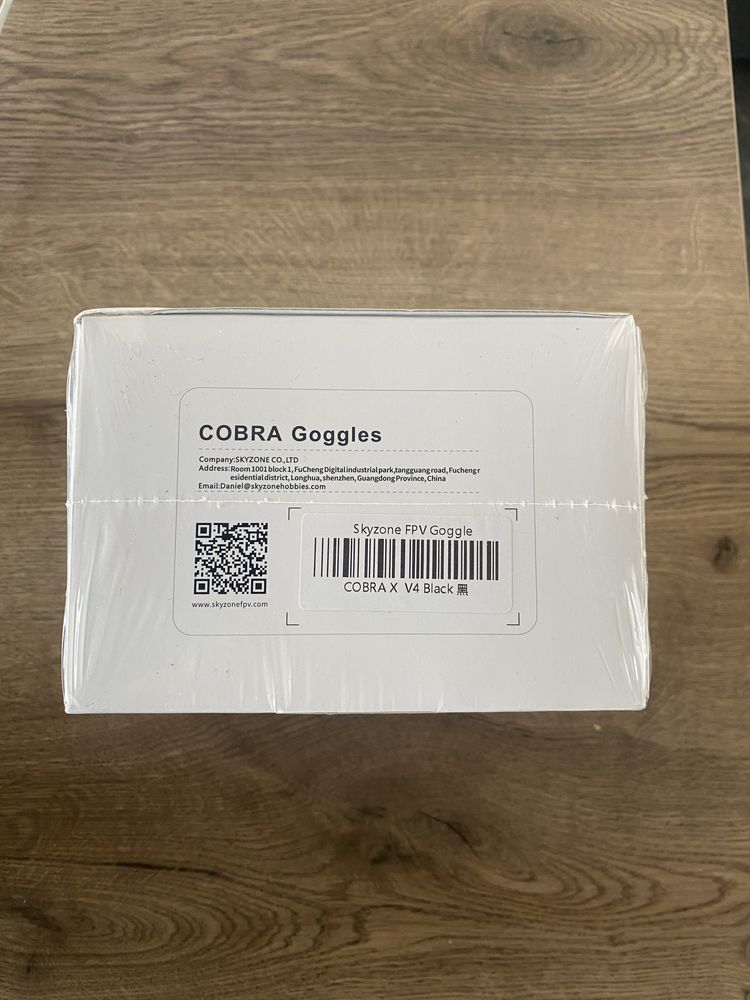 COBRA Goggles
Company:SKYZONE CO.,LTD
Address:Room 1001 block 1, FuCheng Digital industrial park,tangguang road, Fucheng r
esidential district, Longhua, shenzhen, Guangdong Province, China
Email:Daniel@skyzonehobbies.com
Skyzone FPV Goggle
COBRA X V4 Black 黑
www.skyzonefpv.com